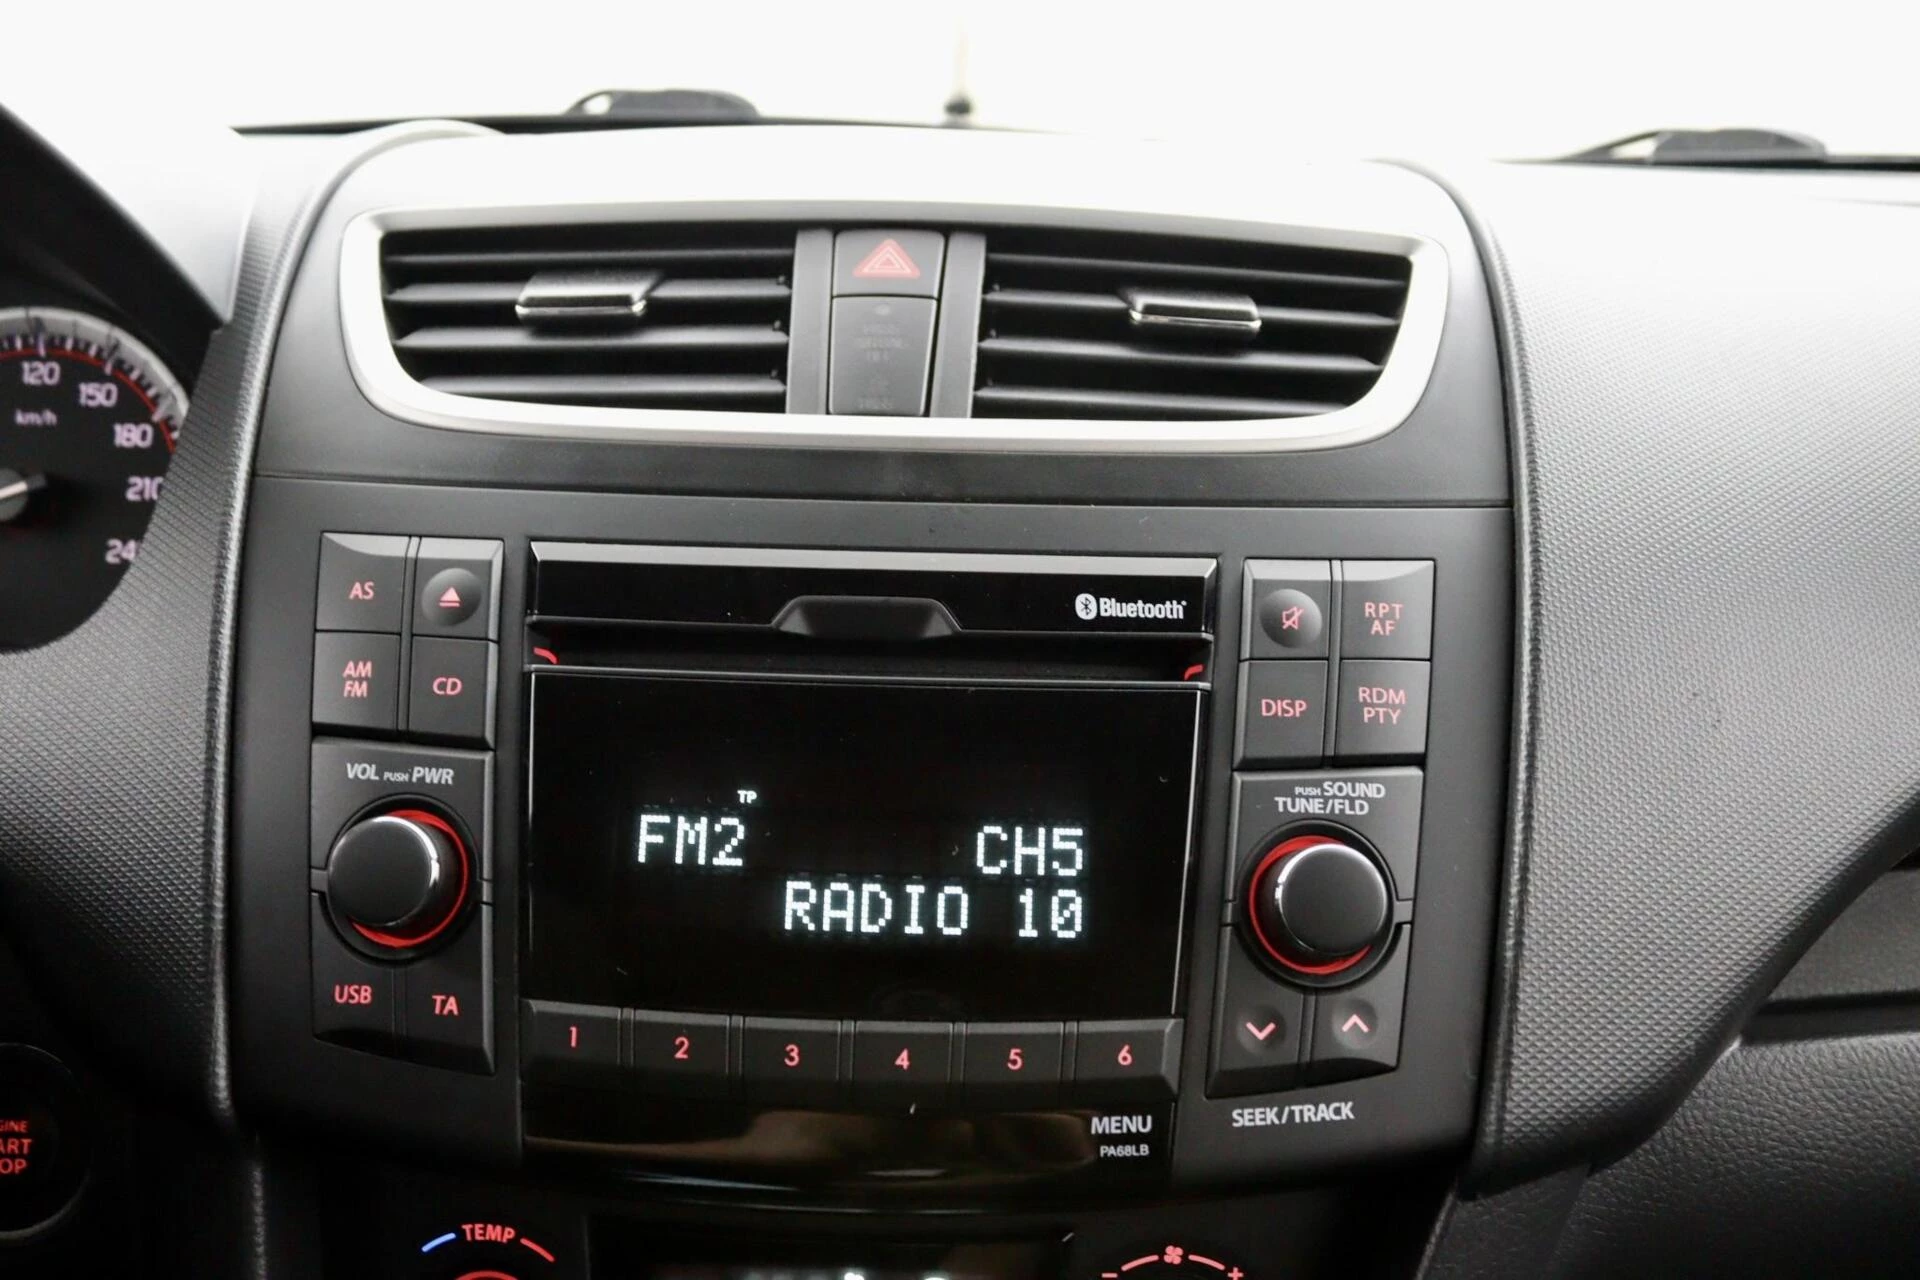 120
150
km/h
180
210
AS
Bluetooth
RPT
AF
AM
FM
CD
DISP
RDM
PTY
VOL PUSH PWR
PUSH SOUND
TUNE/FLD
TP
FM2 CH5
RADIO 10
USB
TA
1 2 3 4 5 6
MENU
PA68LB
SEEK/TRACK
TEMP
- +